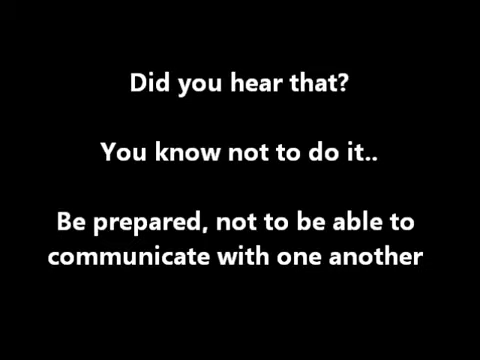 Did you hear that?
You know not to do it..
Be prepared, not to be able to
communicate with one another